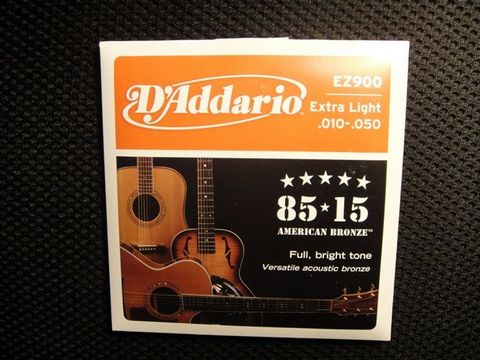 D'Addario
EZ900
Extra Light
.010-.050
★★★★★
85★15
AMERICAN BRONZE™
Full, bright tone
Versatile acoustic bronze